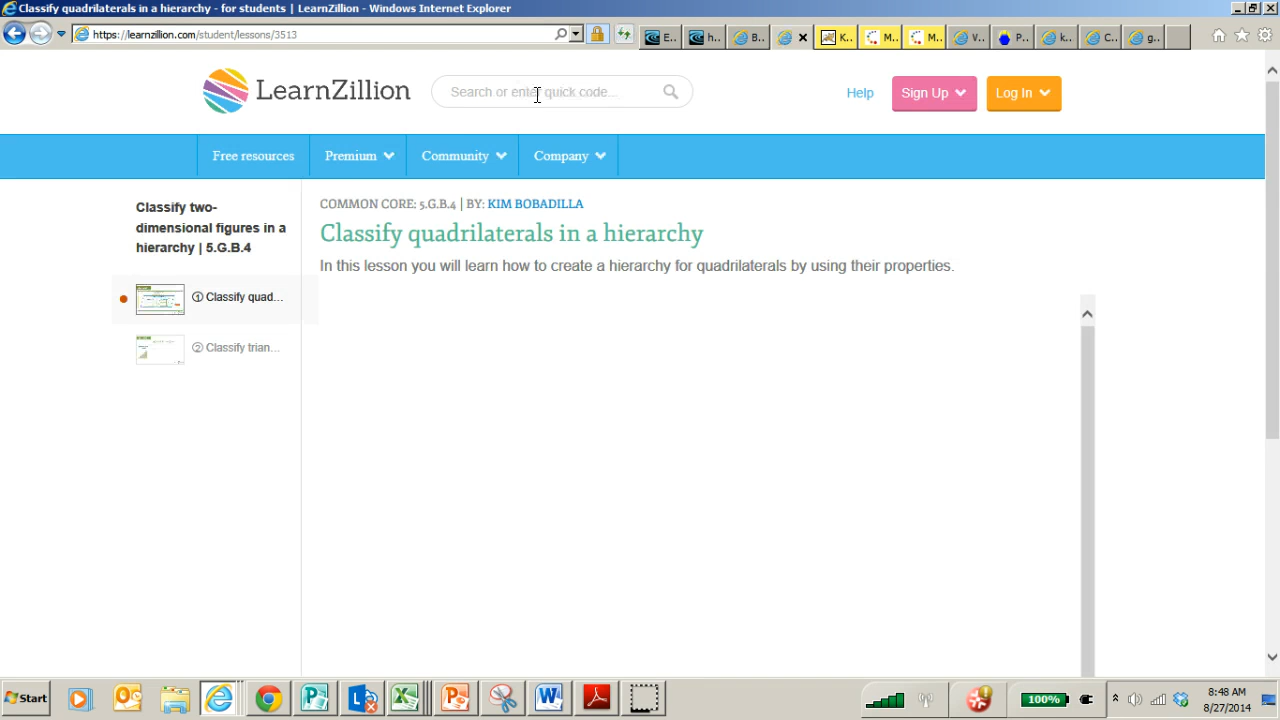 Classify quadrilaterals in a hierarchy - for students | LearnZillion - Windows Internet Explorer
https://learnzillion.com/student/lessons/3513
E.. h.. B.. K.. M.. M.. V.. P.. k.. C.. g..
LearnZillion
Search or enter quick code...
Help
Sign Up
Log In
Free resources
Premium
Community
Company
Classify two-
dimensional figures in a
hierarchy | 5.G.B.4
① Classify quad...
② Classify trian...
COMMON CORE: 5.G.B.4 | BY: KIM BOBADILLA
Classify quadrilaterals in a hierarchy
In this lesson you will learn how to create a hierarchy for quadrilaterals by using their properties.
Start
100%
8:48 AM
8/27/2014